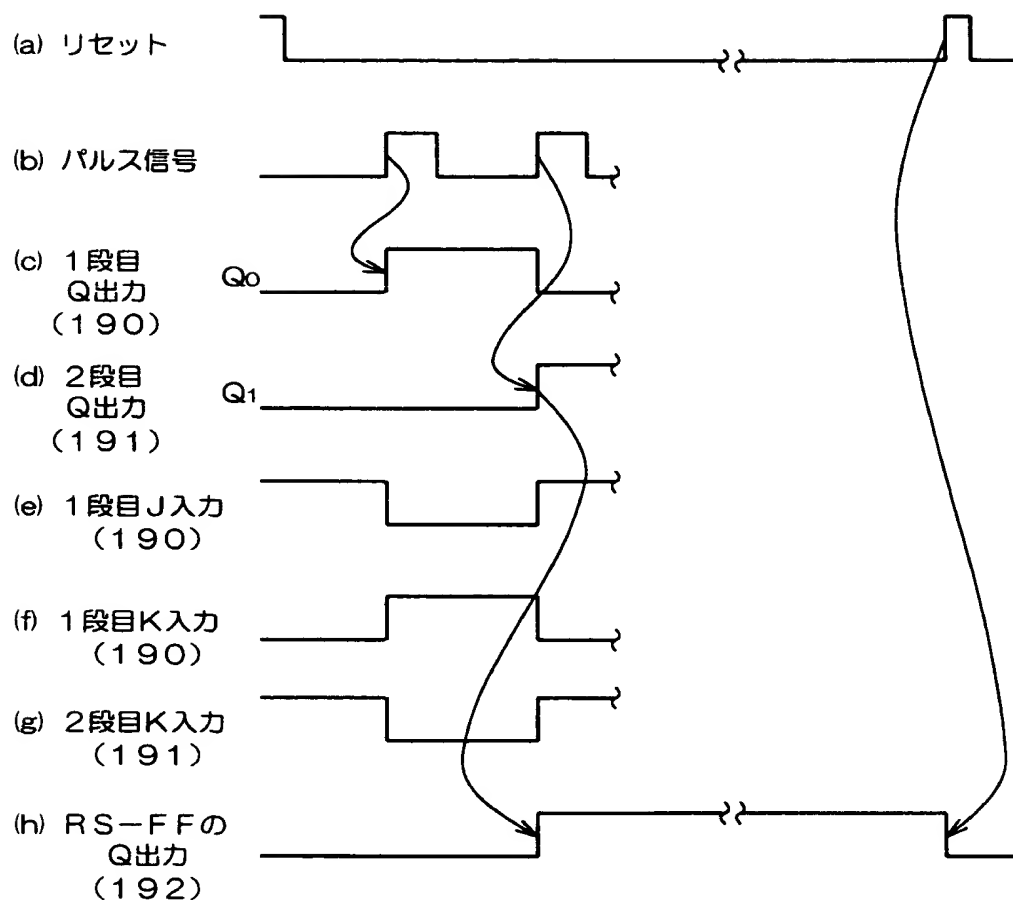 (a) リセット
(b) パルス信号
(c) 1段目
Q出力
(190)
Q0
(d) 2段目
Q出力
(191)
Q1
(e) 1段目J入力
(190)
(f) 1段目K入力
(190)
(g) 2段目K入力
(191)
(h) RS-FFの
Q出力
(192)